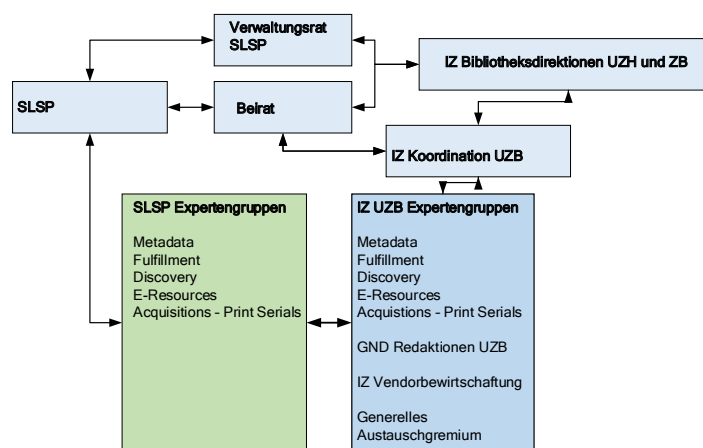 Verwaltungsrat
SLSP
IZ Bibliotheksdirektionen UZH und ZB
SLSP
Beirat
IZ Koordination UZB
SLSP Expertengruppen
Metadata
Fulfillment
Discovery
E-Resources
Acquisitions - Print Serials
IZ UZB Expertengruppen
Metadata
Fulfillment
Discovery
E-Resources
Acquistions - Print Serials
GND Redaktionen UZB
IZ Vendorbewirtschaftung
Generelles
Austauschgremium